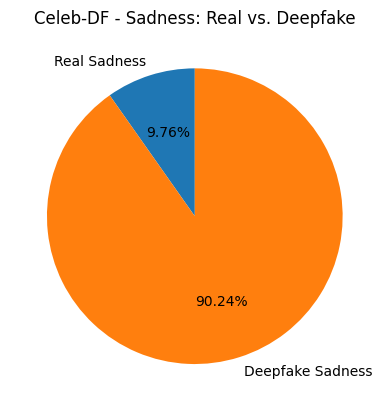 Celeb-DF - Sadness: Real vs. Deepfake
Real Sadness
9.76%
90.24%
Deepfake Sadness